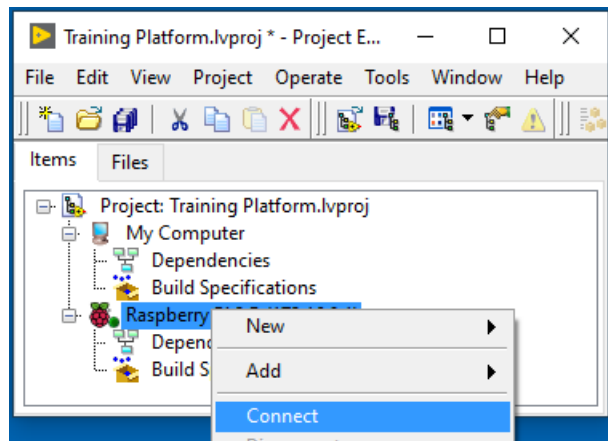 Training Platform.lvproj * - Project E...
File Edit View Project Operate Tools Window Help
Items Files
Project: Training Platform.lvproj
My Computer
Dependencies
Build Specifications
Raspberry
New
Depend
Build S
Add
Connect